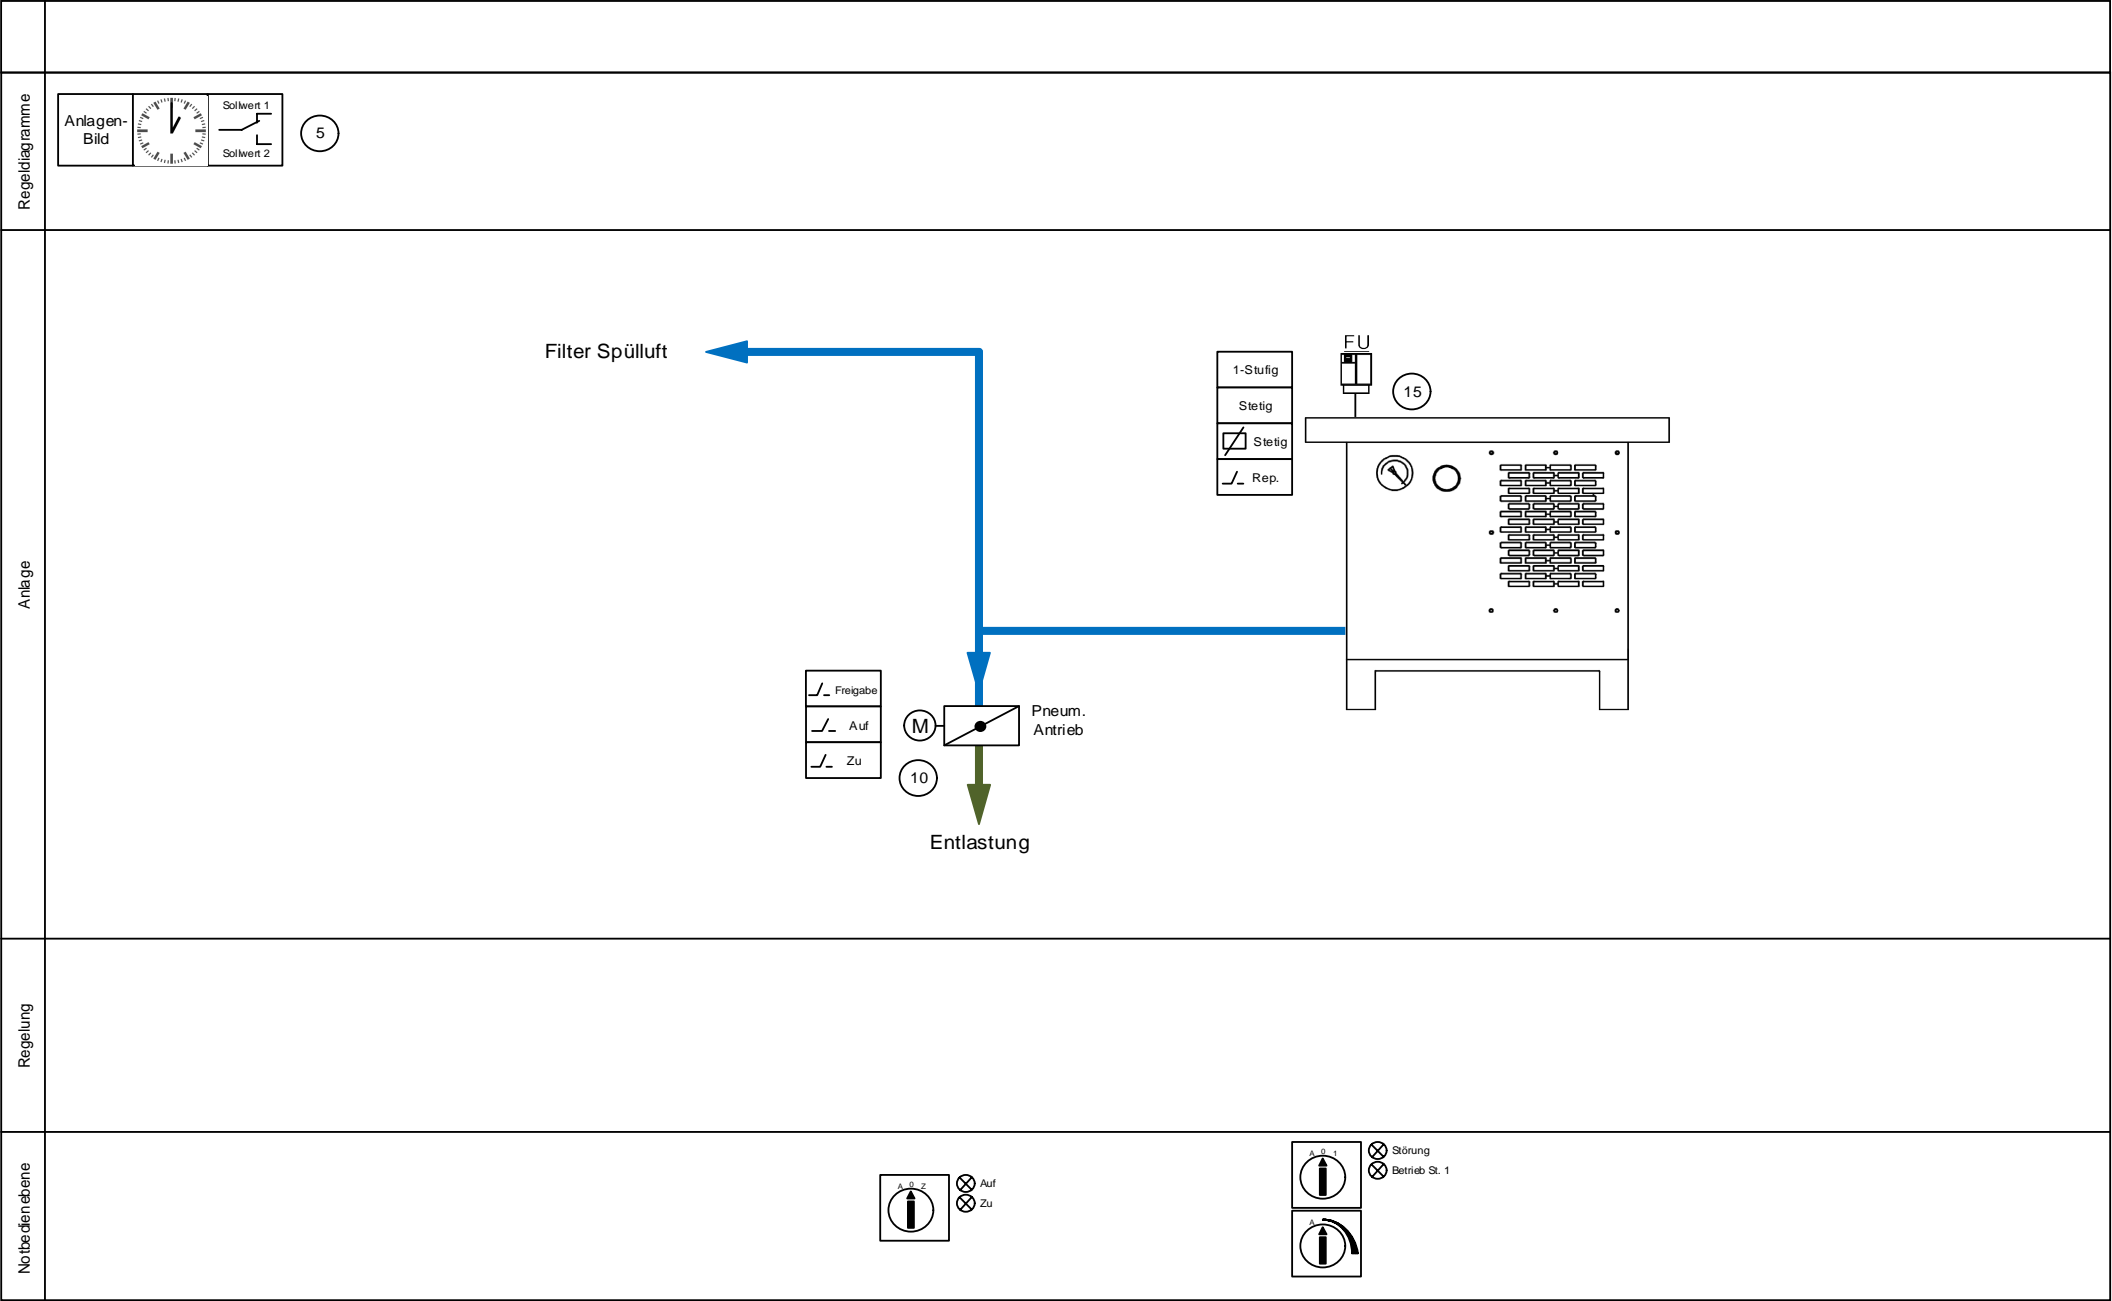 Regeldiagramme
Anlagen-
Bild
Sollwert 1
Sollwert 2
5
Anlage
Filter Spülluft
1-Stufig
Stetig
Stetig
Rep.
FU
15
Freigabe
Auf
Zu
M
10
Pneum.
Antrieb
Entlastung
Regelung
Notbedienebene
A 0 Z
Auf
Zu
A 0 1
Störung
Betrieb St. 1
A